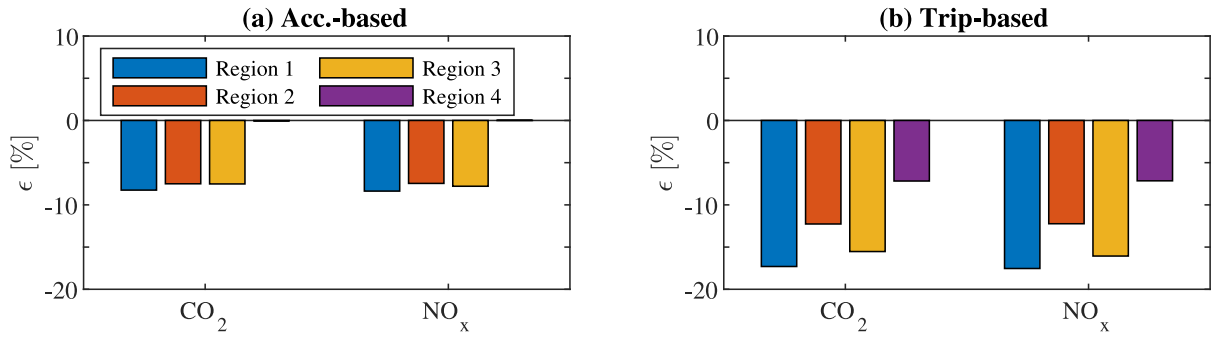 (a) Acc.-based
10
0
-10
-20
ϵ [%]
Region 1
Region 3
Region 2
Region 4
CO₂
NOₓ
(b) Trip-based
10
0
-10
-20
ϵ [%]
CO₂
NOₓ